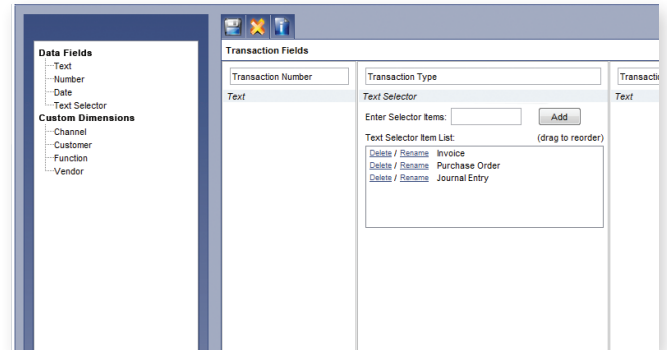 Data Fields
Text
Number
Date
Text Selector
Custom Dimensions
Channel
Customer
Function
Vendor
Transaction Fields
Transaction Number
Text
Transaction Type
Text Selector
Enter Selector Items: Add
Text Selector Item List: (drag to reorder)
Delete / Rename Invoice
Delete / Rename Purchase Order
Delete / Rename Journal Entry
Transacti
Text